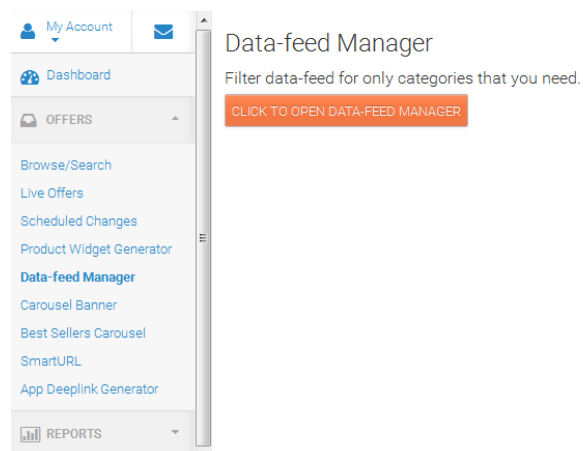 My Account
Dashboard
OFFERS
Browse/Search
Live Offers
Scheduled Changes
Product Widget Generator
Data-feed Manager
Carousel Banner
Best Sellers Carousel
SmartURL
App Deeplink Generator
REPORTS
Data-feed Manager
Filter data-feed for only categories that you need.
CLICK TO OPEN DATA-FEED MANAGER